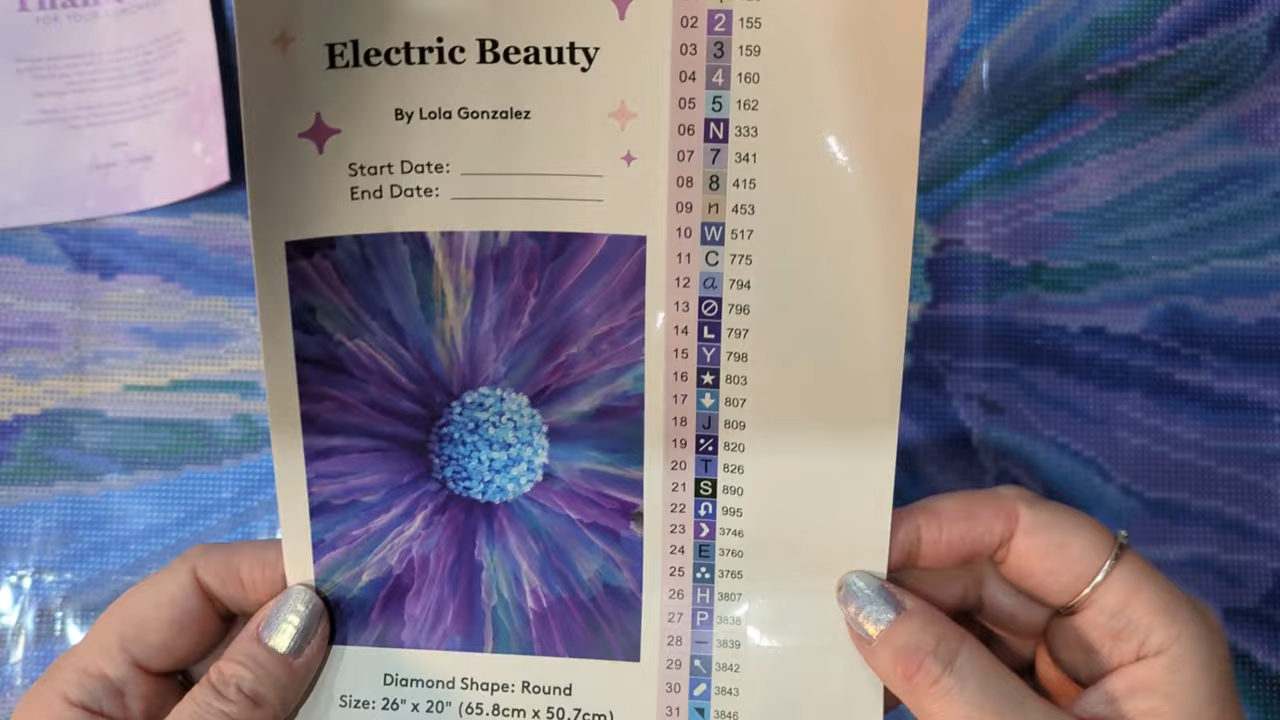 FOR YOUR PURCHASE
Electric Beauty
By Lola Gonzalez
Start Date:
End Date:
Diamond Shape: Round
Size: 26" x 20" (65.8cm x 50.7cm)
02 2 155
03 3 159
04 4 160
05 5 162
06 N 333
07 7 341
08 8 415
09 n 453
10 W 517
11 C 775
12 a 794
13 796
14 L 797
15 Y 798
16 ★ 803
17 807
18 J 809
19 820
20 T 826
21 S 890
22 995
23 3746
24 E 3760
25 3765
26 H 3807
27 P 3838
28 — 3839
29 3842
30 3843
31 3846